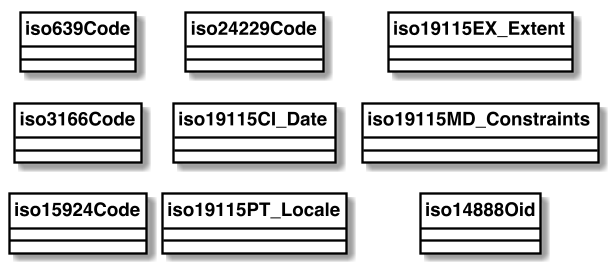 iso639Code
iso24229Code
iso19115EX_Extent
iso3166Code
iso19115CI_Date
iso19115MD_Constraints
iso15924Code
iso19115PT_Locale
iso14888Oid